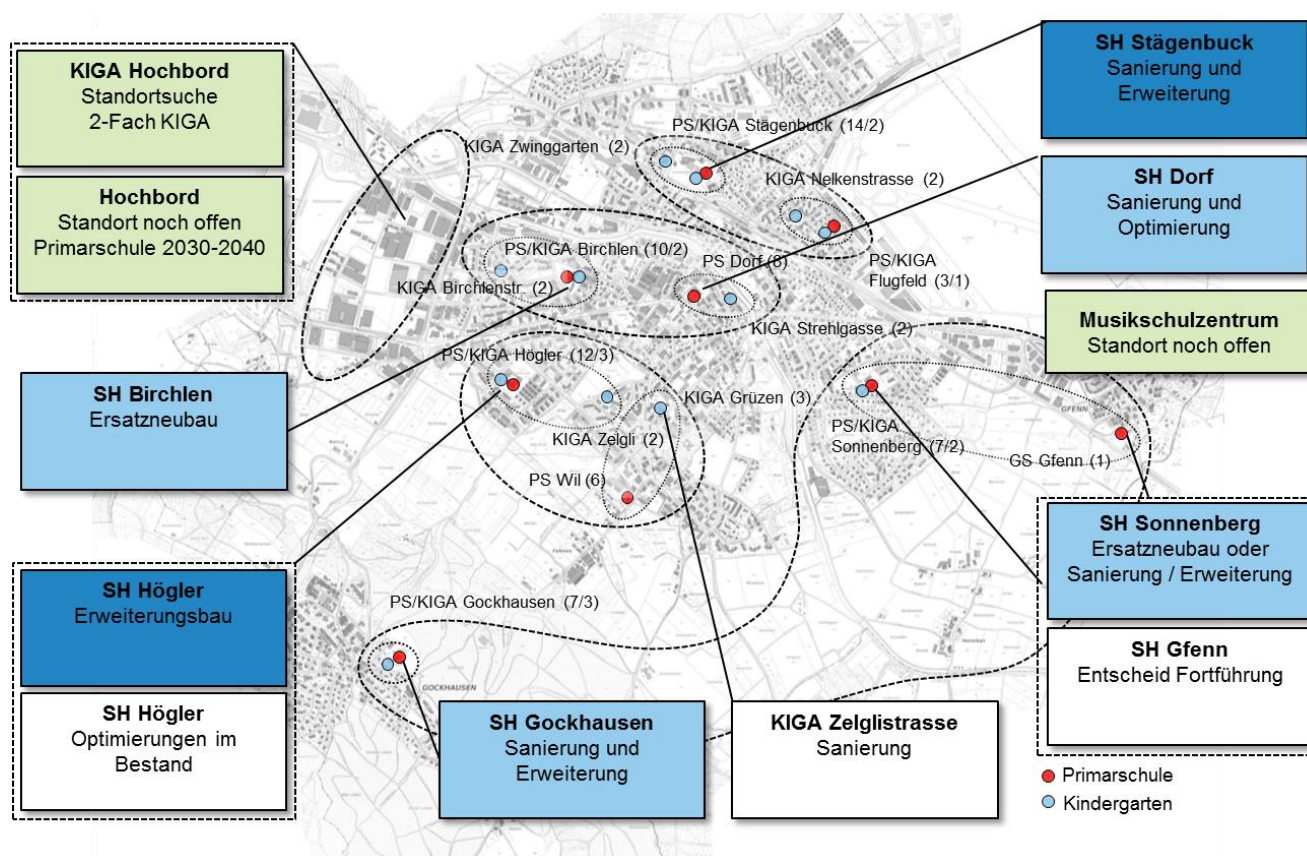 KIGA Hochbord
Standortsuche
2-Fach KIGA
Hochbord
Standort noch offen
Primarschule 2030-2040
SH Stägenbuck
Sanierung und
Erweiterung
SH Dorf
Sanierung und
Optimierung
Musikschulzentrum
Standort noch offen
PS/KIGA Stägenbuck (14/2)
KIGA Zwinggarten (2)
KIGA Nelkenstrasse (2)
PS/KIGA Birchlen (10/2)
PS Dorf (8)
PS/KIGA
Flugfeld (3/1)
KIGA Birchlenstr. (2)
KIGA Strehlgasse (2)
PS/KIGA Högler (12/3)
KIGA Grüzen (3)
KIGA Zelgli (2)
PS/KIGA
Sonnenberg (7/2)
GFENN
GS Gfenn (1)
PS Wil (6)
PS/KIGA Gockhausen (7/3)
GOCKHAUSEN
SH Birchlen
Ersatzneubau
SH Högler
Erweiterungsbau
SH Högler
Optimierungen im
Bestand
SH Gockhausen
Sanierung und
Erweiterung
KIGA Zelglistrasse
Sanierung
SH Sonnenberg
Ersatzneubau oder
Sanierung / Erweiterung
SH Gfenn
Entscheid Fortführung
Primarschule
Kindergarten